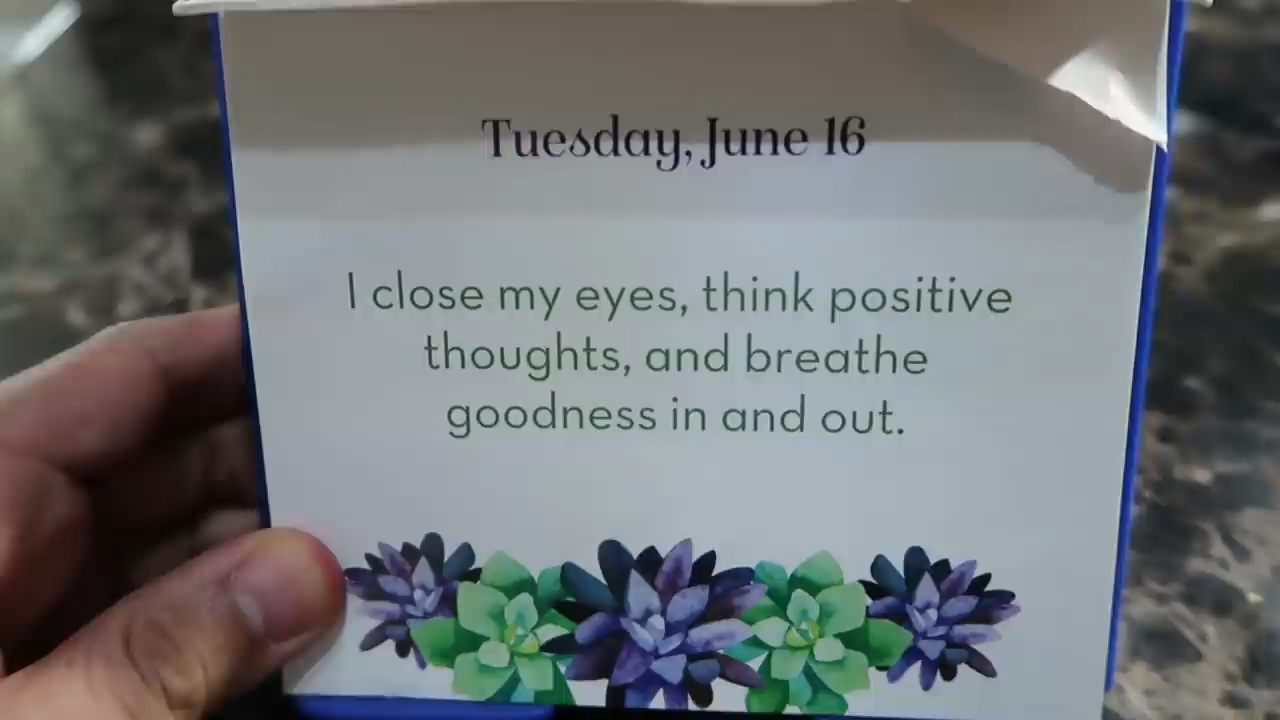 Tuesday, June 16
I close my eyes, think positive
thoughts, and breathe
goodness in and out.